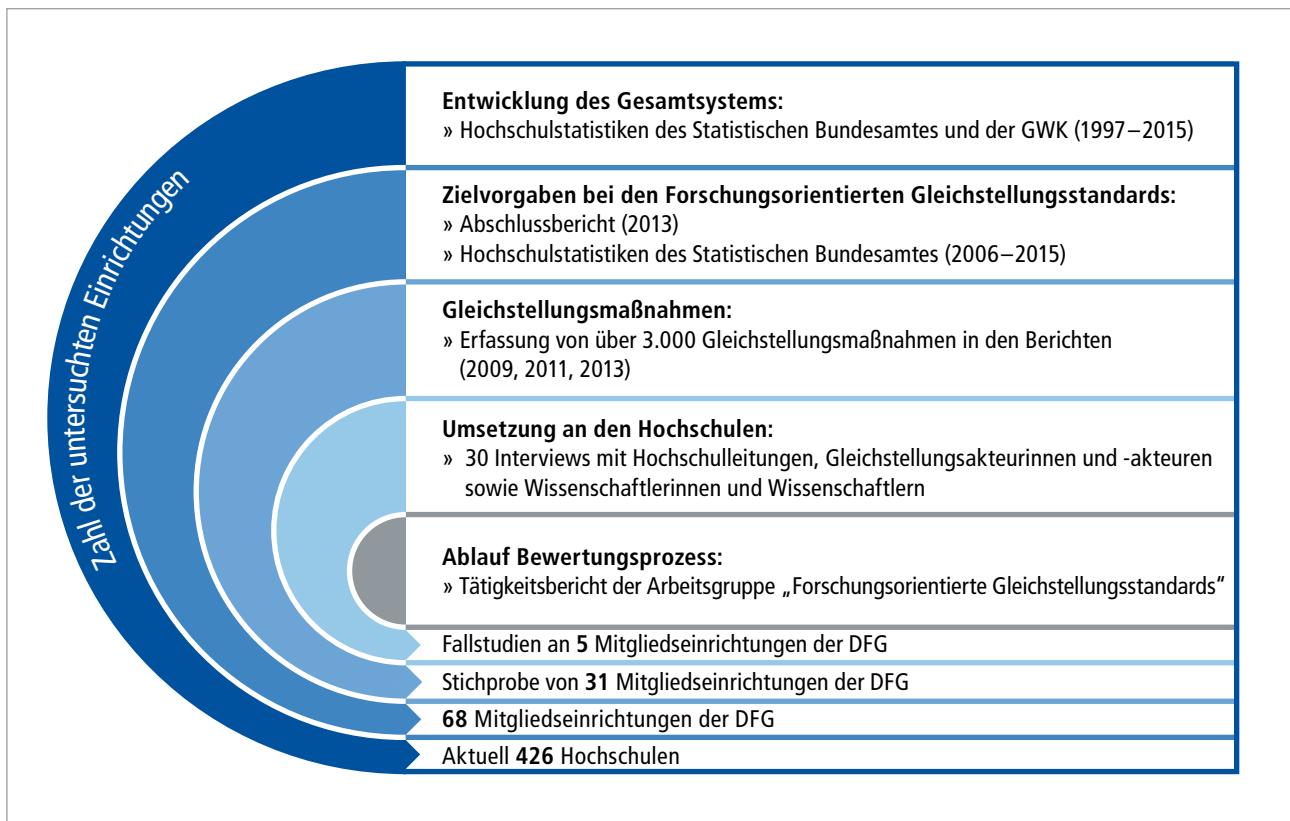 Zahl der untersuchten Einrichtungen
Entwicklung des Gesamtsystems:
» Hochschulstatistiken des Statistischen Bundesamtes und der GWK (1997–2015)
Zielvorgaben bei den Forschungsorientierten Gleichstellungsstandards:
» Abschlussbericht (2013)
» Hochschulstatistiken des Statistischen Bundesamtes (2006–2015)
Gleichstellungsmaßnahmen:
» Erfassung von über 3.000 Gleichstellungsmaßnahmen in den Berichten
(2009, 2011, 2013)
Umsetzung an den Hochschulen:
» 30 Interviews mit Hochschulleitungen, Gleichstellungsakteurinnen und -akteuren
sowie Wissenschaftlerinnen und Wissenschaftlern
Ablauf Bewertungsprozess:
» Tätigkeitsbericht der Arbeitsgruppe „Forschungsorientierte Gleichstellungsstandards“
Fallstudien an 5 Mitgliedseinrichtungen der DFG
Stichprobe von 31 Mitgliedseinrichtungen der DFG
68 Mitgliedseinrichtungen der DFG
Aktuell 426 Hochschulen